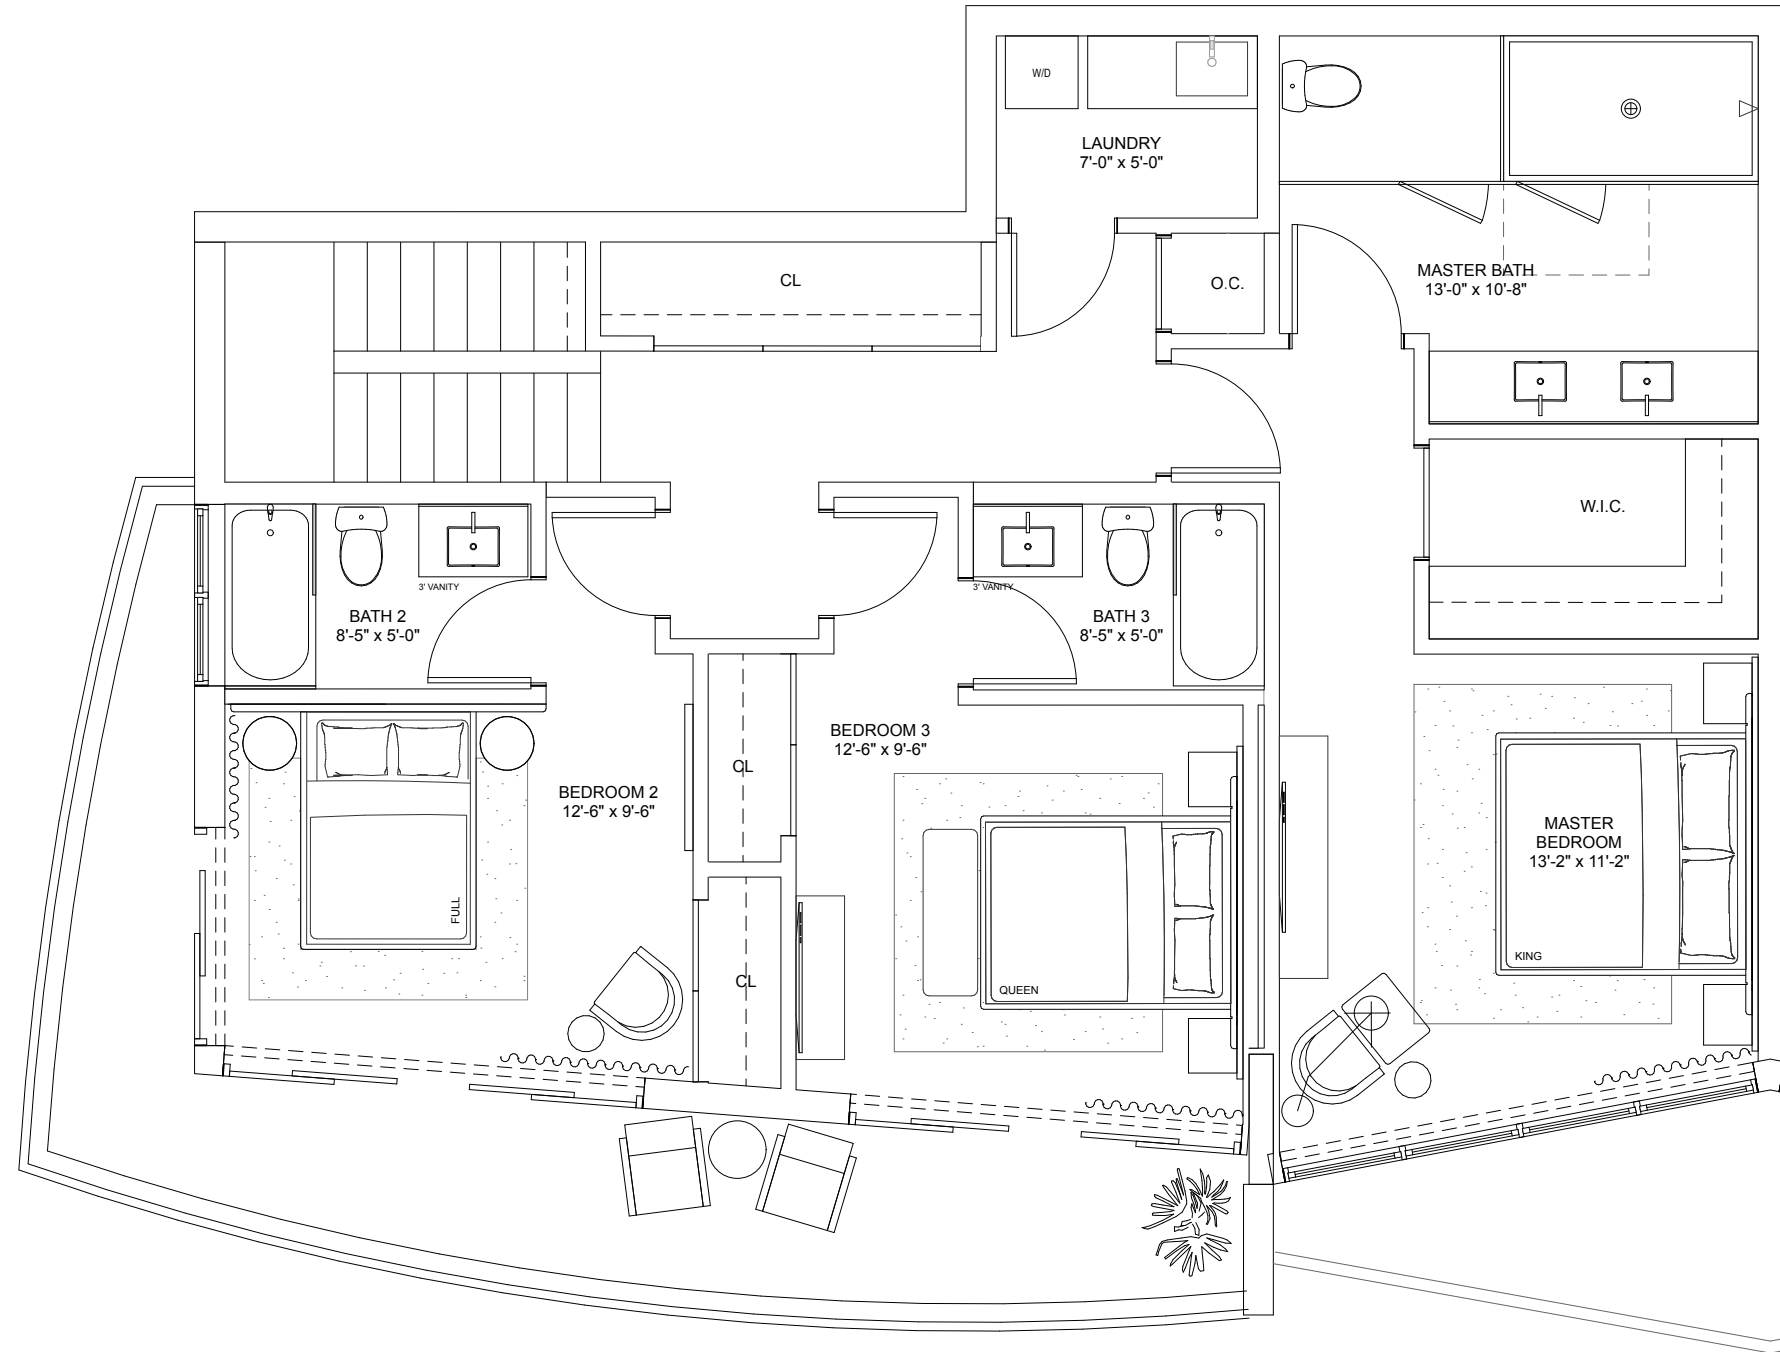 W/D
LAUNDRY
7'-0" x 5'-0"
CL
O.C.
MASTER BATH
13'-0" x 10'-8"
W.I.C.
3' VANITY
BATH 2
8'-5" x 5'-0"
3' VANITY
BATH 3
8'-5" x 5'-0"
BEDROOM 3
12'-6" x 9'-6"
CL
BEDROOM 2
12'-6" x 9'-6"
MASTER
BEDROOM
13'-2" x 11'-2"
FULL
KING
CL
QUEEN